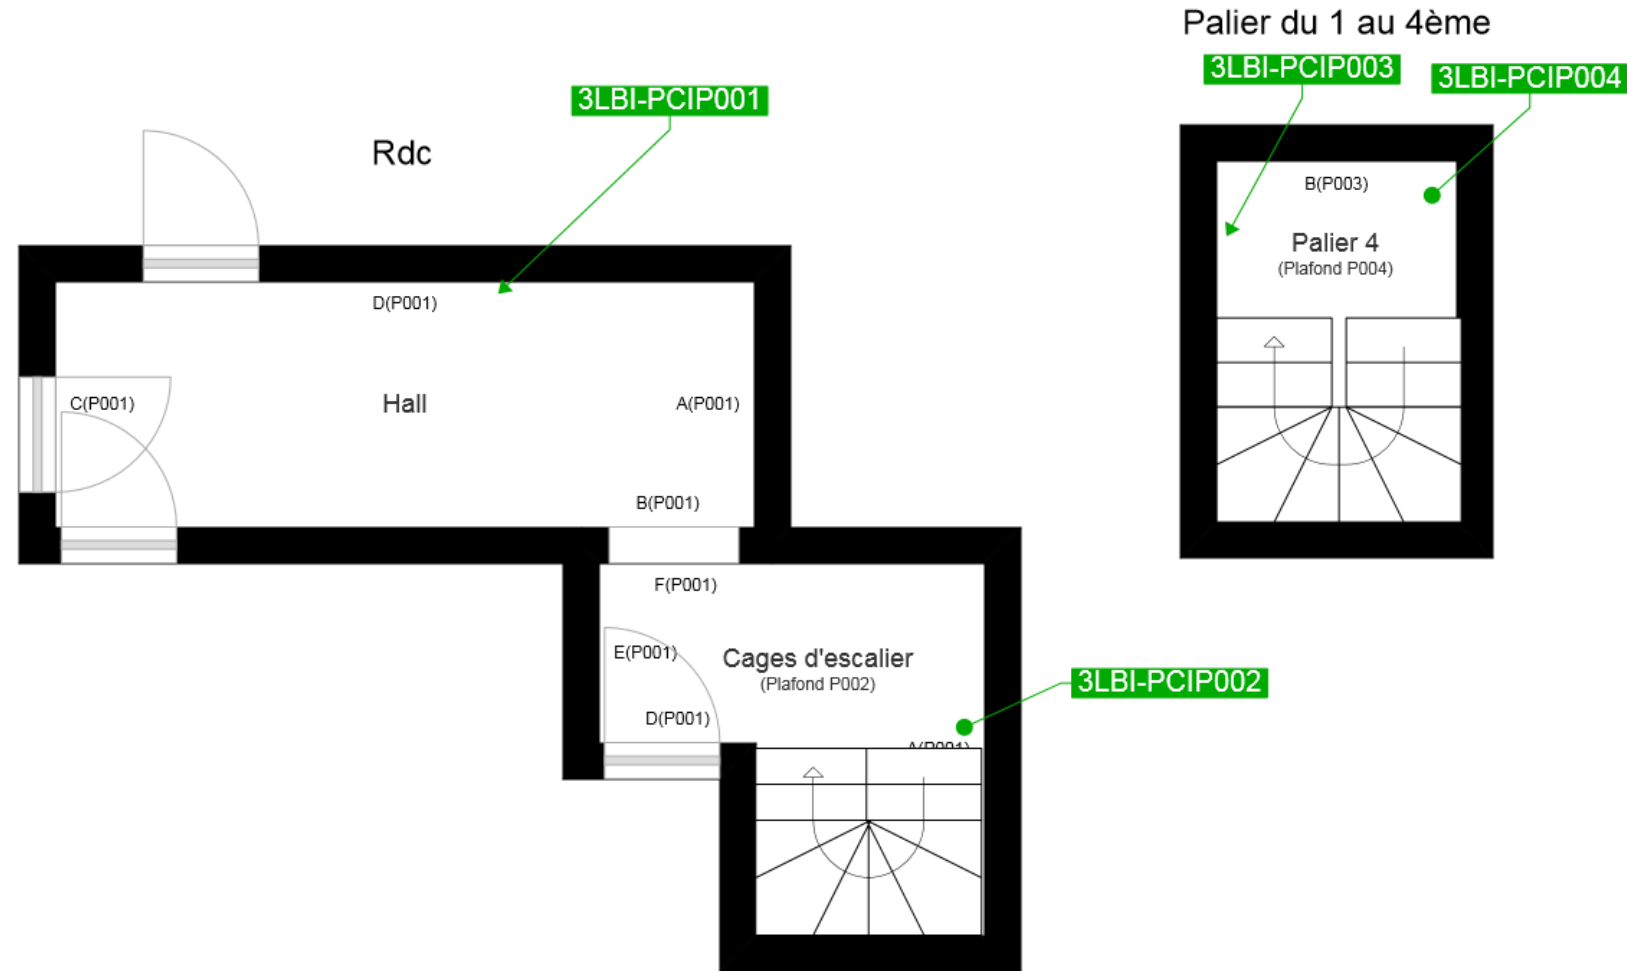 Palier du 1 au 4ème
3LBI-PCIP003
3LBI-PCIP004
3LBI-PCIP001
Rdc
B(P003)
Palier 4
(Plafond P004)
D(P001)
C(P001)
Hall
A(P001)
B(P001)
F(P001)
E(P001)
Cages d'escalier
(Plafond P002)
3LBI-PCIP002
D(P001)
A(P001)